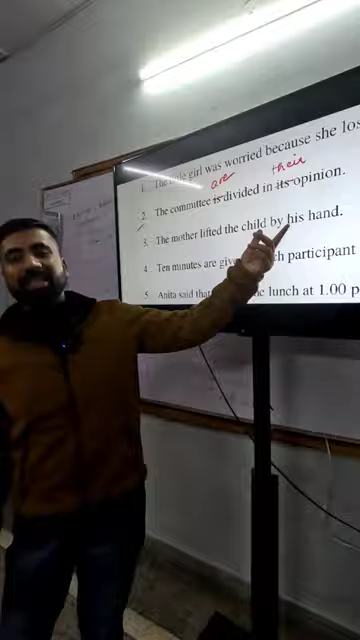 1. The little girl was worried because she los
are their
2. The committee is divided in its opinion.
3. The mother lifted the child by his hand.
4. Ten minutes are give ch participant
5. Anita said that lunch at 1.00 p